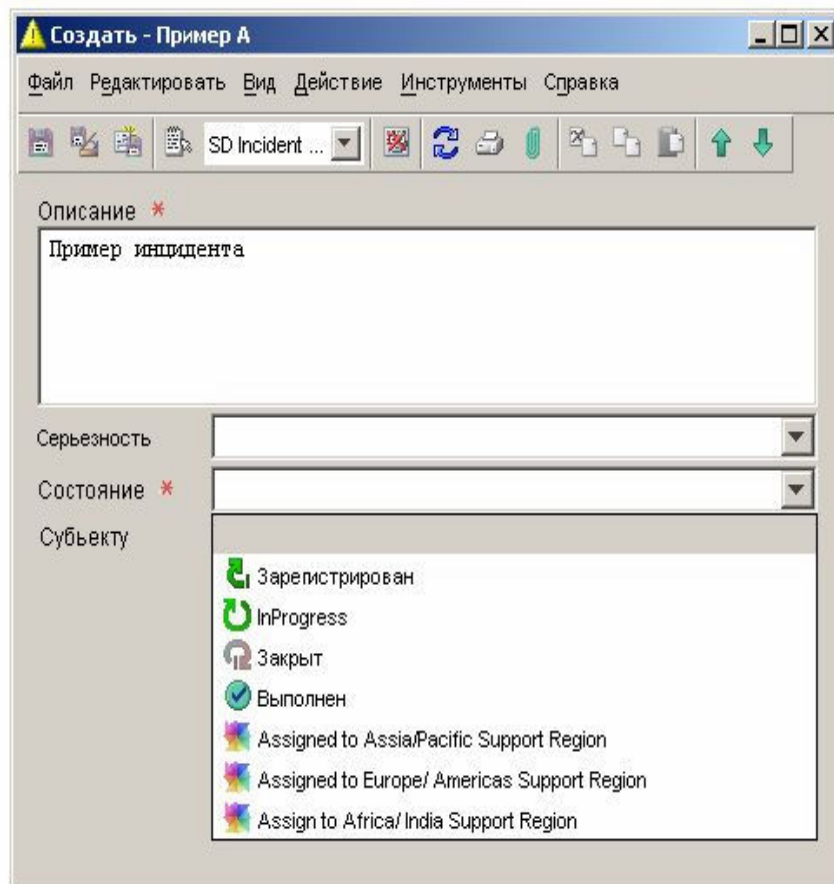 Создать - Пример А
Файл Редактировать Вид Действие Инструменты Справка
SD Incident ...
Описание *
Пример инцидента
Серьезность
Состояние *
Субьекту
Зарегистрирован
InProgress
Закрыт
Выполнен
Assigned to Assia/Pacific Support Region
Assigned to Europe/ Americas Support Region
Assign to Africa/ India Support Region